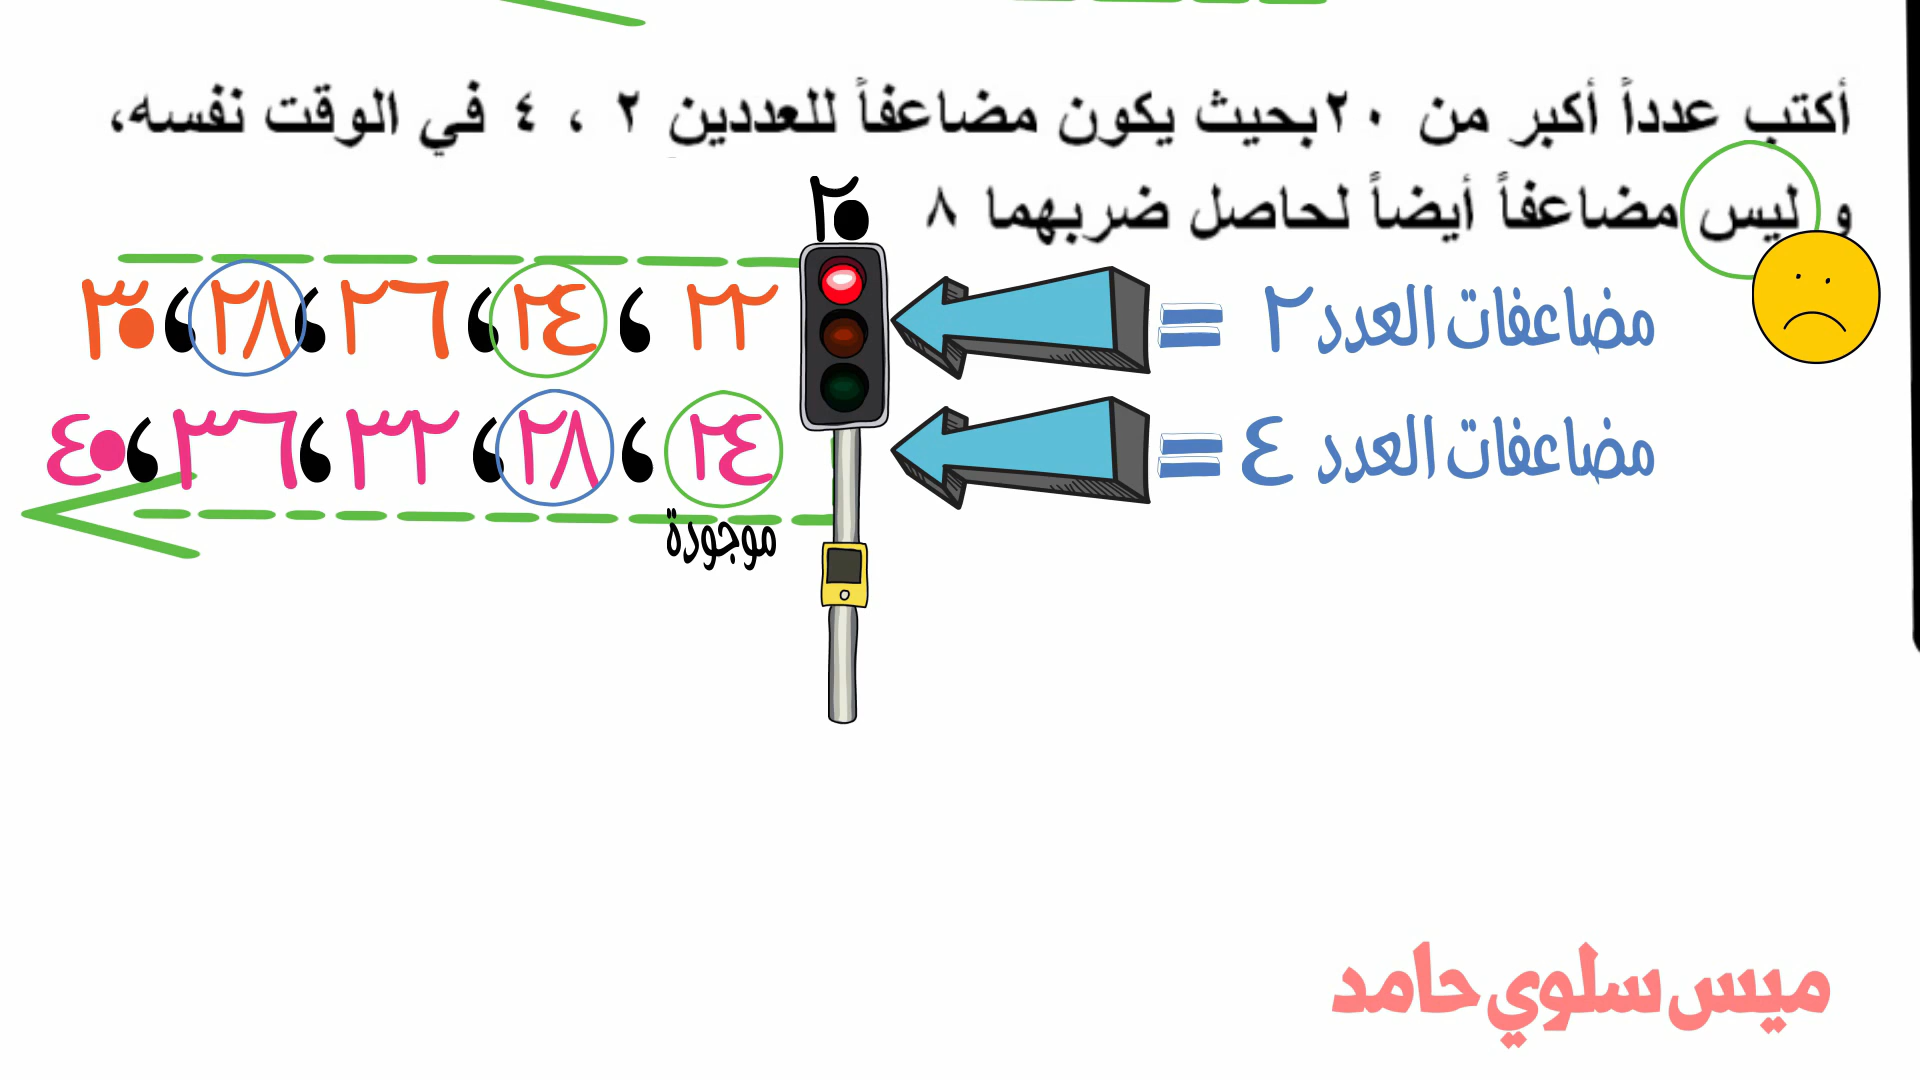 أكتب عدداً أكبر من ٢٠ بحيث يكون مضاعفاً للعددين ٢ ، ٤ في الوقت نفسه،
و ليس مضاعفاً أيضاً لحاصل ضربهما ٨
٢٠
مضاعفات العدد ٢ = ٢٢ ، ٢٤ ، ٢٦ ، ٢٨ ، ٣٠
مضاعفات العدد ٤ = ٢٤ ، ٢٨ ، ٣٢ ، ٣٦ ، ٤٠
موجودة
ميس سلوي حامد